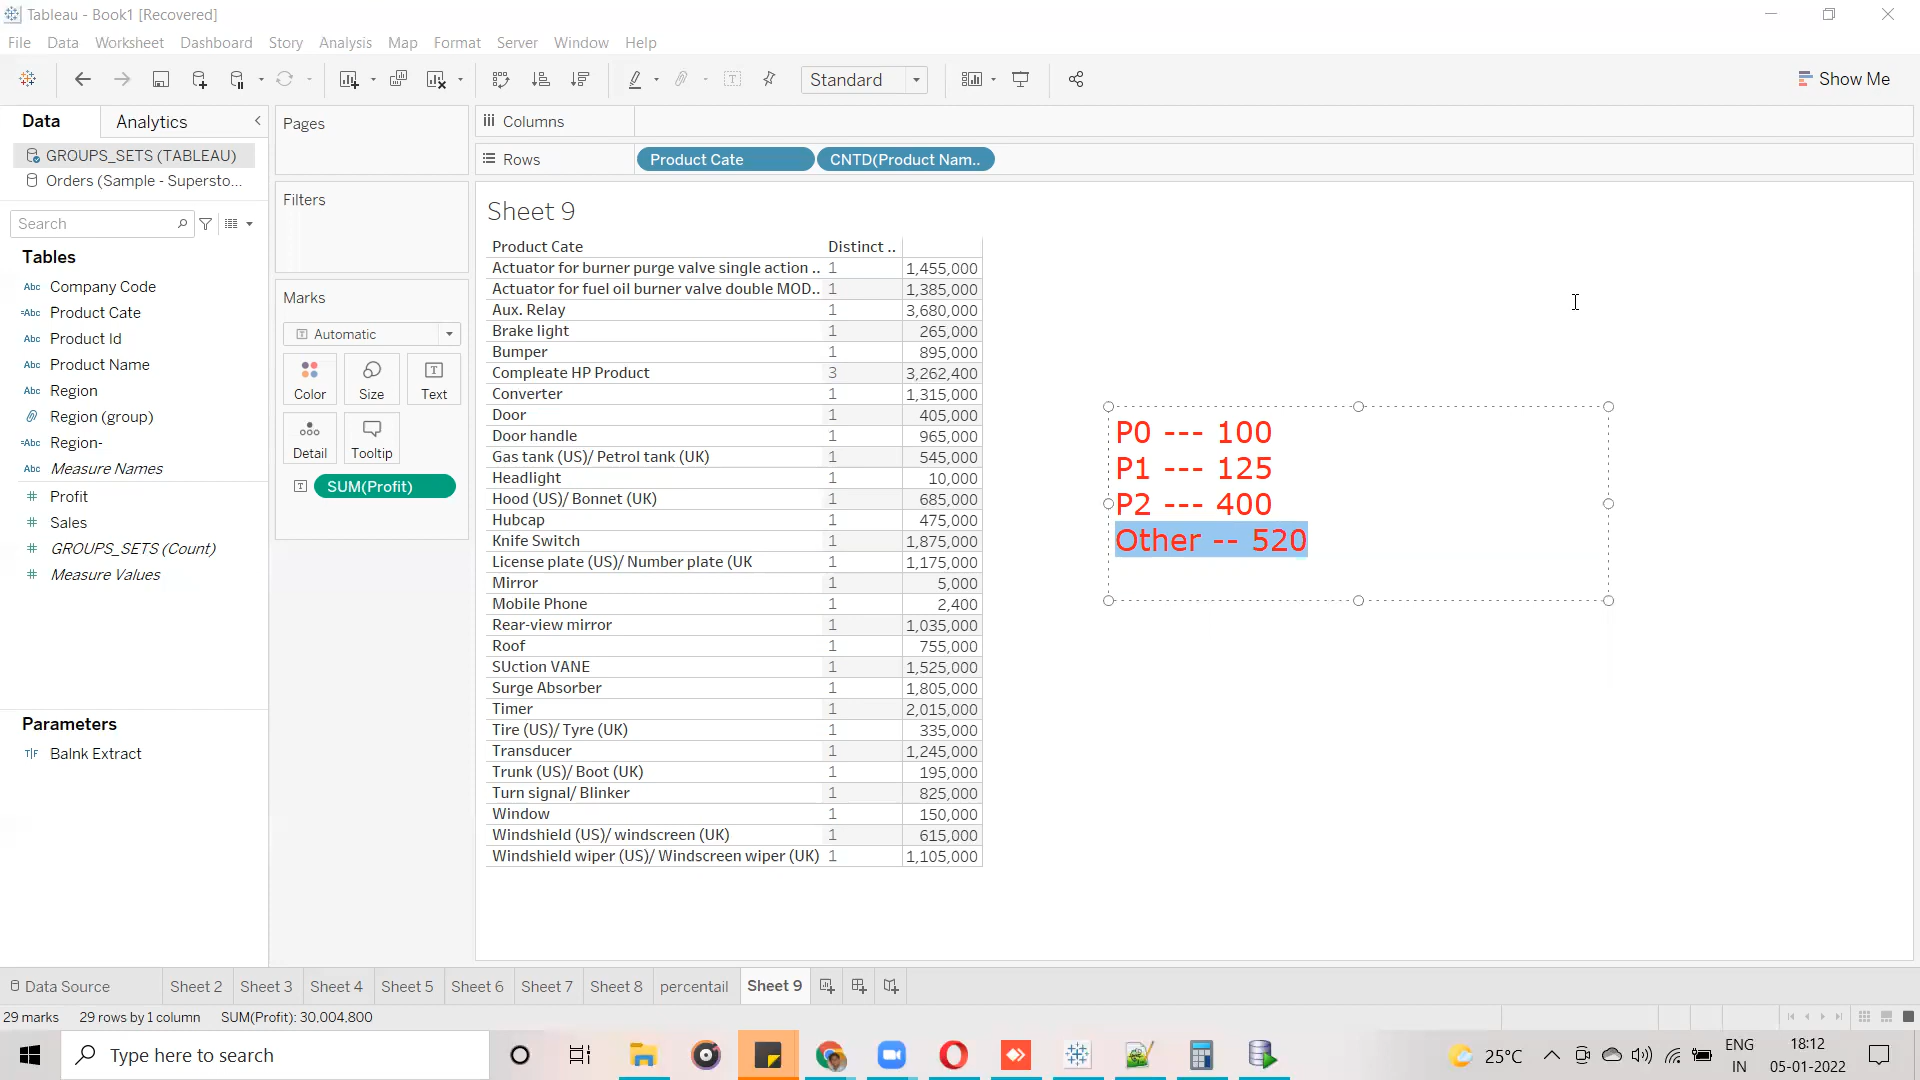 Tableau - Book1 [Recovered]
File Data Worksheet Dashboard Story Analysis Map Format Server Window Help
Standard
Show Me
Data Analytics
GROUPS_SETS (TABLEAU)
Orders (Sample - Supersto...
Search
Tables
Abc Company Code
=Abc Product Cate
Abc Product Id
Abc Product Name
Abc Region
Region (group)
=Abc Region-
Abc Measure Names
# Profit
# Sales
# GROUPS_SETS (Count)
# Measure Values
Parameters
T|F Balnk Extract
Pages
Filters
Marks
Automatic
Color Size Text
Detail Tooltip
SUM(Profit)
Columns
Rows Product Cate CNTD(Product Nam..
Sheet 9
Product Cate Distinct ..
Actuator for burner purge valve single action .. 1 1,455,000
Actuator for fuel oil burner valve double MOD.. 1 1,385,000
Aux. Relay 1 3,680,000
Brake light 1 265,000
Bumper 1 895,000
Compleate HP Product 3 3,262,400
Converter 1 1,315,000
Door 1 405,000
Door handle 1 965,000
Gas tank (US)/ Petrol tank (UK) 1 545,000
Headlight 1 10,000
Hood (US)/ Bonnet (UK) 1 685,000
Hubcap 1 475,000
Knife Switch 1 1,875,000
License plate (US)/ Number plate (UK 1 1,175,000
Mirror 1 5,000
Mobile Phone 1 2,400
Rear-view mirror 1 1,035,000
Roof 1 755,000
SUction VANE 1 1,525,000
Surge Absorber 1 1,805,000
Timer 1 2,015,000
Tire (US)/ Tyre (UK) 1 335,000
Transducer 1 1,245,000
Trunk (US)/ Boot (UK) 1 195,000
Turn signal/ Blinker 1 825,000
Window 1 150,000
Windshield (US)/ windscreen (UK) 1 615,000
Windshield wiper (US)/ Windscreen wiper (UK) 1 1,105,000
P0 --- 100
P1 --- 125
P2 --- 400
Other -- 520
Data Source Sheet 2 Sheet 3 Sheet 4 Sheet 5 Sheet 6 Sheet 7 Sheet 8 percentail Sheet 9
29 marks 29 rows by 1 column SUM(Profit): 30,004,800
Type here to search
25°C
ENG
IN
18:12
05-01-2022